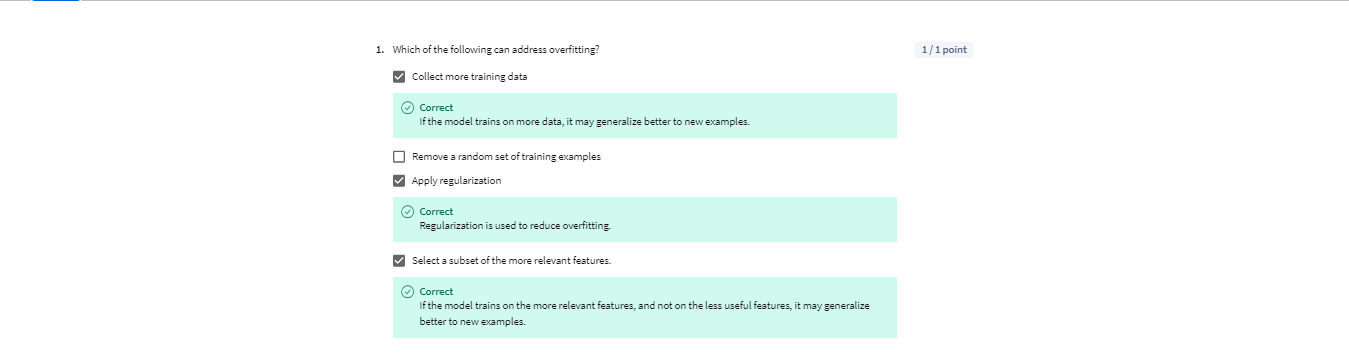 1. Which of the following can address overfitting?
1 / 1 point
Collect more training data
Correct
If the model trains on more data, it may generalize better to new examples.
Remove a random set of training examples
Apply regularization
Correct
Regularization is used to reduce overfitting.
Select a subset of the more relevant features.
Correct
If the model trains on the more relevant features, and not on the less useful features, it may generalize
better to new examples.